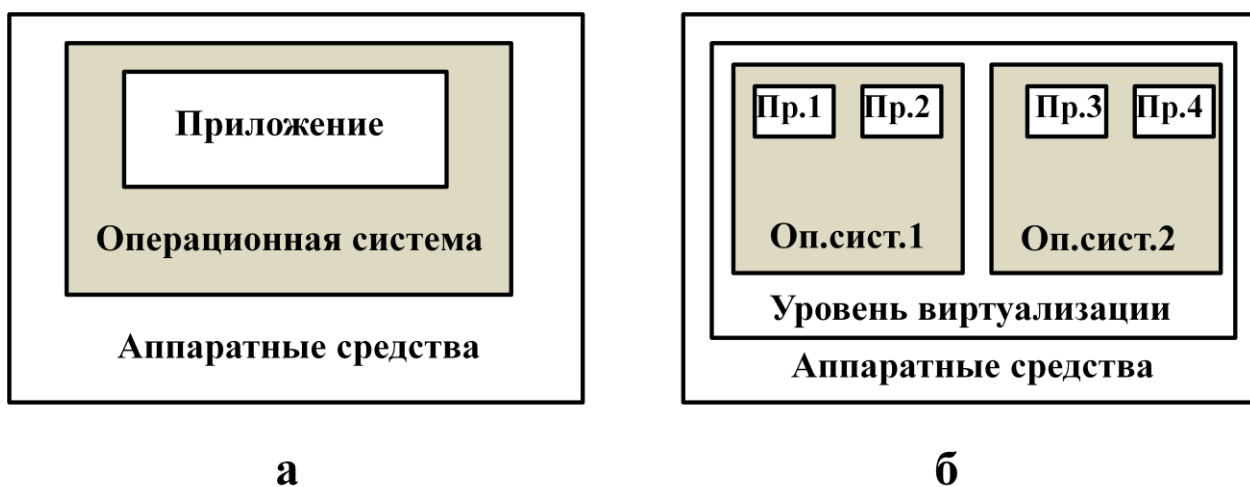 Приложение
Операционная система
Аппаратные средства
а
Пр.1 Пр.2 Пр.3 Пр.4
Оп.сист.1 Оп.сист.2
Уровень виртуализации
Аппаратные средства
б